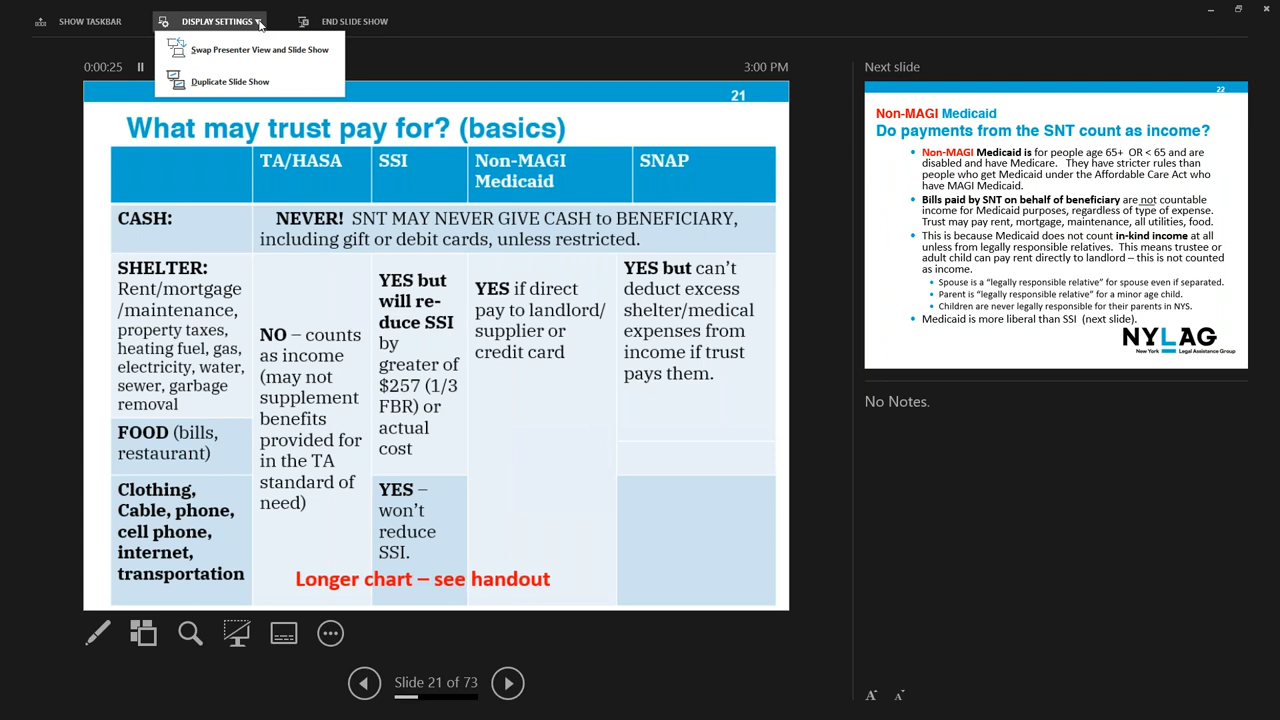 SHOW TASKBAR
DISPLAY SETTINGS
END SLIDE SHOW
Swap Presenter View and Slide Show
Duplicate Slide Show
0:00:25
3:00 PM
21
What may trust pay for? (basics)
TA/HASA
SSI
Non-MAGI
Medicaid
SNAP
CASH:
NEVER! SNT MAY NEVER GIVE CASH to BENEFICIARY,
including gift or debit cards, unless restricted.
SHELTER:
Rent/mortgage
/maintenance,
property taxes,
heating fuel, gas,
electricity, water,
sewer, garbage
removal
NO – counts
as income
(may not
supplement
benefits
provided for
in the TA
standard of
need)
YES but
will re-
duce SSI
by
greater of
$257 (1/3
FBR) or
actual
cost
YES if direct
pay to landlord/
supplier or
credit card
YES but can't
deduct excess
shelter/medical
expenses from
income if trust
pays them.
FOOD (bills,
restaurant)
Clothing,
Cable, phone,
cell phone,
internet,
transportation
YES –
won't
reduce
SSI.
Longer chart – see handout
Slide 21 of 73
Next slide
22
Non-MAGI Medicaid
Do payments from the SNT count as income?
• Non-MAGI Medicaid is for people age 65+ OR < 65 and are
disabled and have Medicare. They have stricter rules than
people who get Medicaid under the Affordable Care Act who
have MAGI Medicaid.
• Bills paid by SNT on behalf of beneficiary are not countable
income for Medicaid purposes, regardless of type of expense.
Trust may pay rent, mortgage, maintenance, all utilities, food.
• This is because Medicaid does not count in-kind income at all
unless from legally responsible relatives. This means trustee or
adult child can pay rent directly to landlord – this is not counted
as income.
• Spouse is a "legally responsible relative" for spouse even if separated.
• Parent is "legally responsible relative" for a minor age child.
• Children are never legally responsible for their parents in NYS.
• Medicaid is more liberal than SSI (next slide).
NYLAG
New York Legal Assistance Group
No Notes.
A A